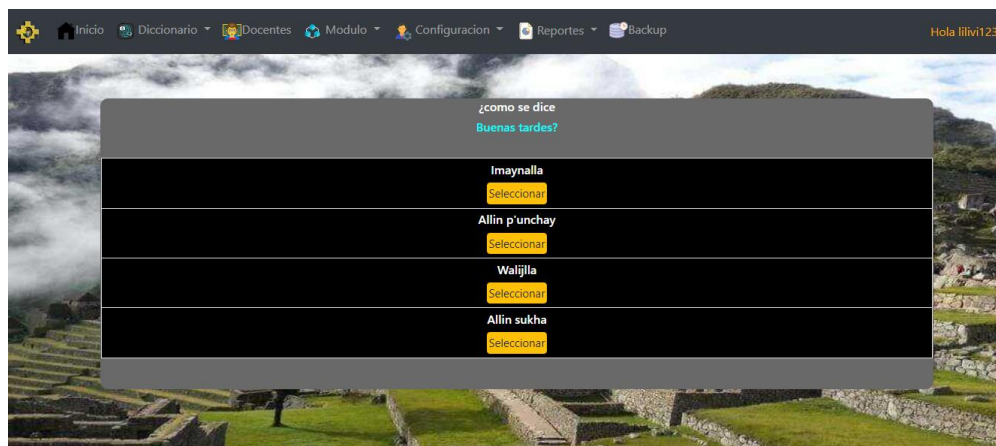 Inicio Diccionario Docentes Modulo Configuracion Reportes Backup Hola lilivi123
¿como se dice
Buenas tardes?
Imaynalla
Seleccionar
Allin p'unchay
Seleccionar
Walijlla
Seleccionar
Allin sukha
Seleccionar